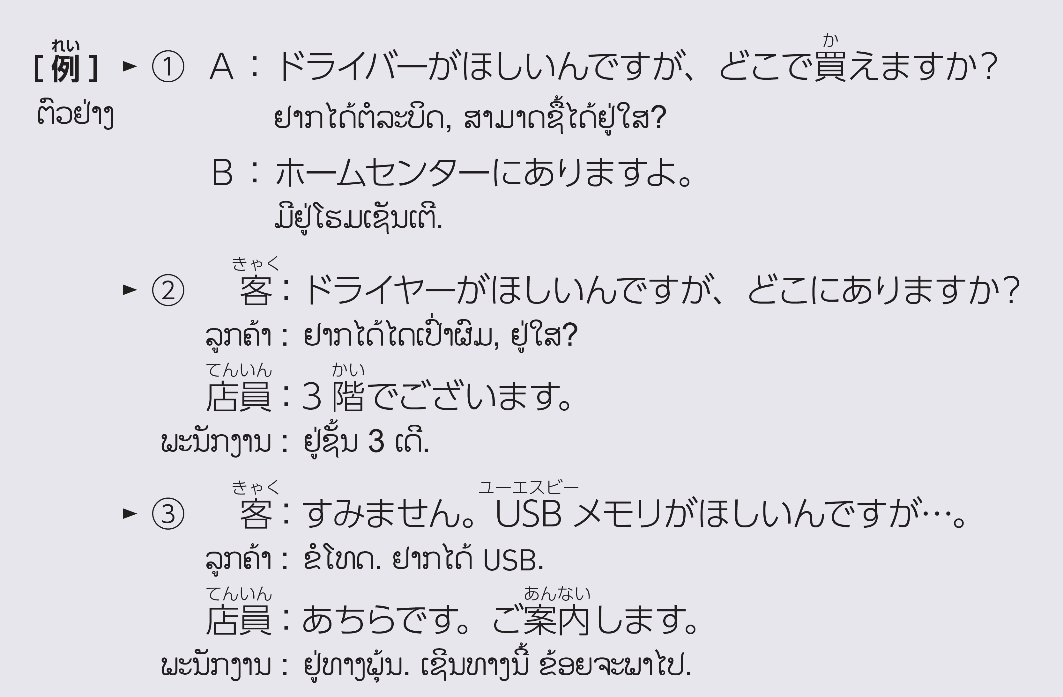 れい
[例] ▶ ① A：ドライバーがほしいんですが、どこで買えますか？
か
ຕົວຢ່າງ ຢາກໄດ້ຕໍລະບິດ, ສາມາດຊື້ໄດ້ຢູ່ໃສ?
B：ホームセンターにありますよ。
ມີຢູ່ໂຮມເຊັນເຕີ.
きゃく
▶ ② 客：ドライヤーがほしいんですが、どこにありますか？
ລູກຄ້າ : ຢາກໄດ້ໄດເປົ່າຜົມ, ຢູ່ໃສ?
てんいん かい
店員：3 階でございます。
ພະນັກງານ : ຢູ່ຊັ້ນ 3 ເດີ.
きゃく ユーエスビー
▶ ③ 客：すみません。USB メモリがほしいんですが…。
ລູກຄ້າ : ຂໍໂທດ. ຢາກໄດ້ USB.
てんいん あんない
店員：あちらです。ご案内します。
ພະນັກງານ : ຢູ່ທາງພຸ້ນ. ເຊີນທາງນີ້ ຂ້ອຍຈະພາໄປ.